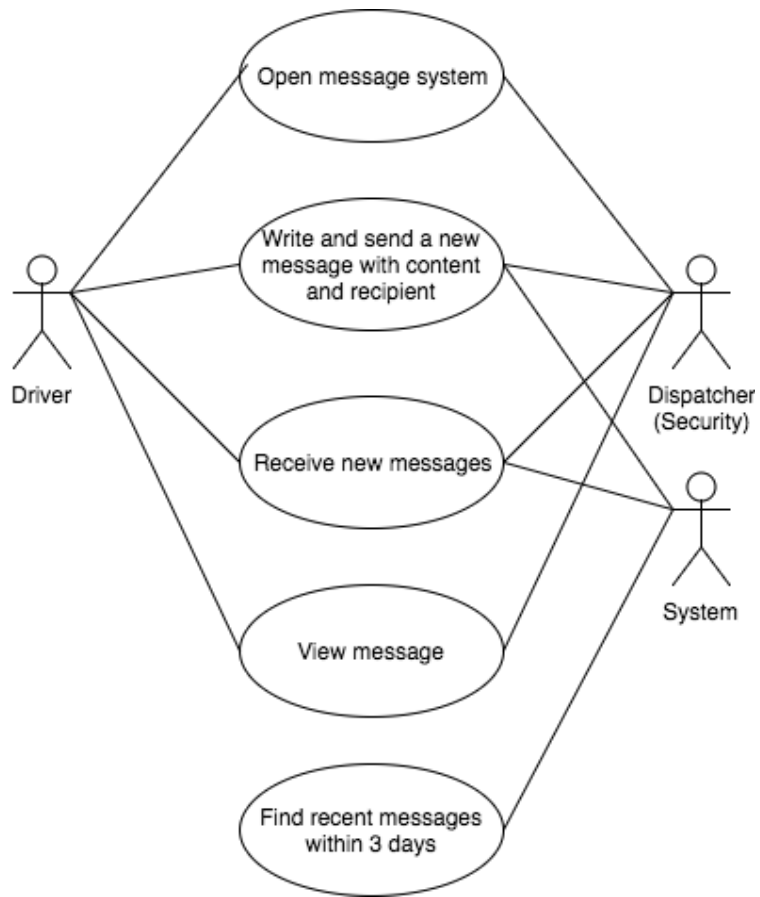 Open message system
Write and send a new
message with content
and recipient
Driver
Dispatcher
(Security)
Receive new messages
System
View message
Find recent messages
within 3 days